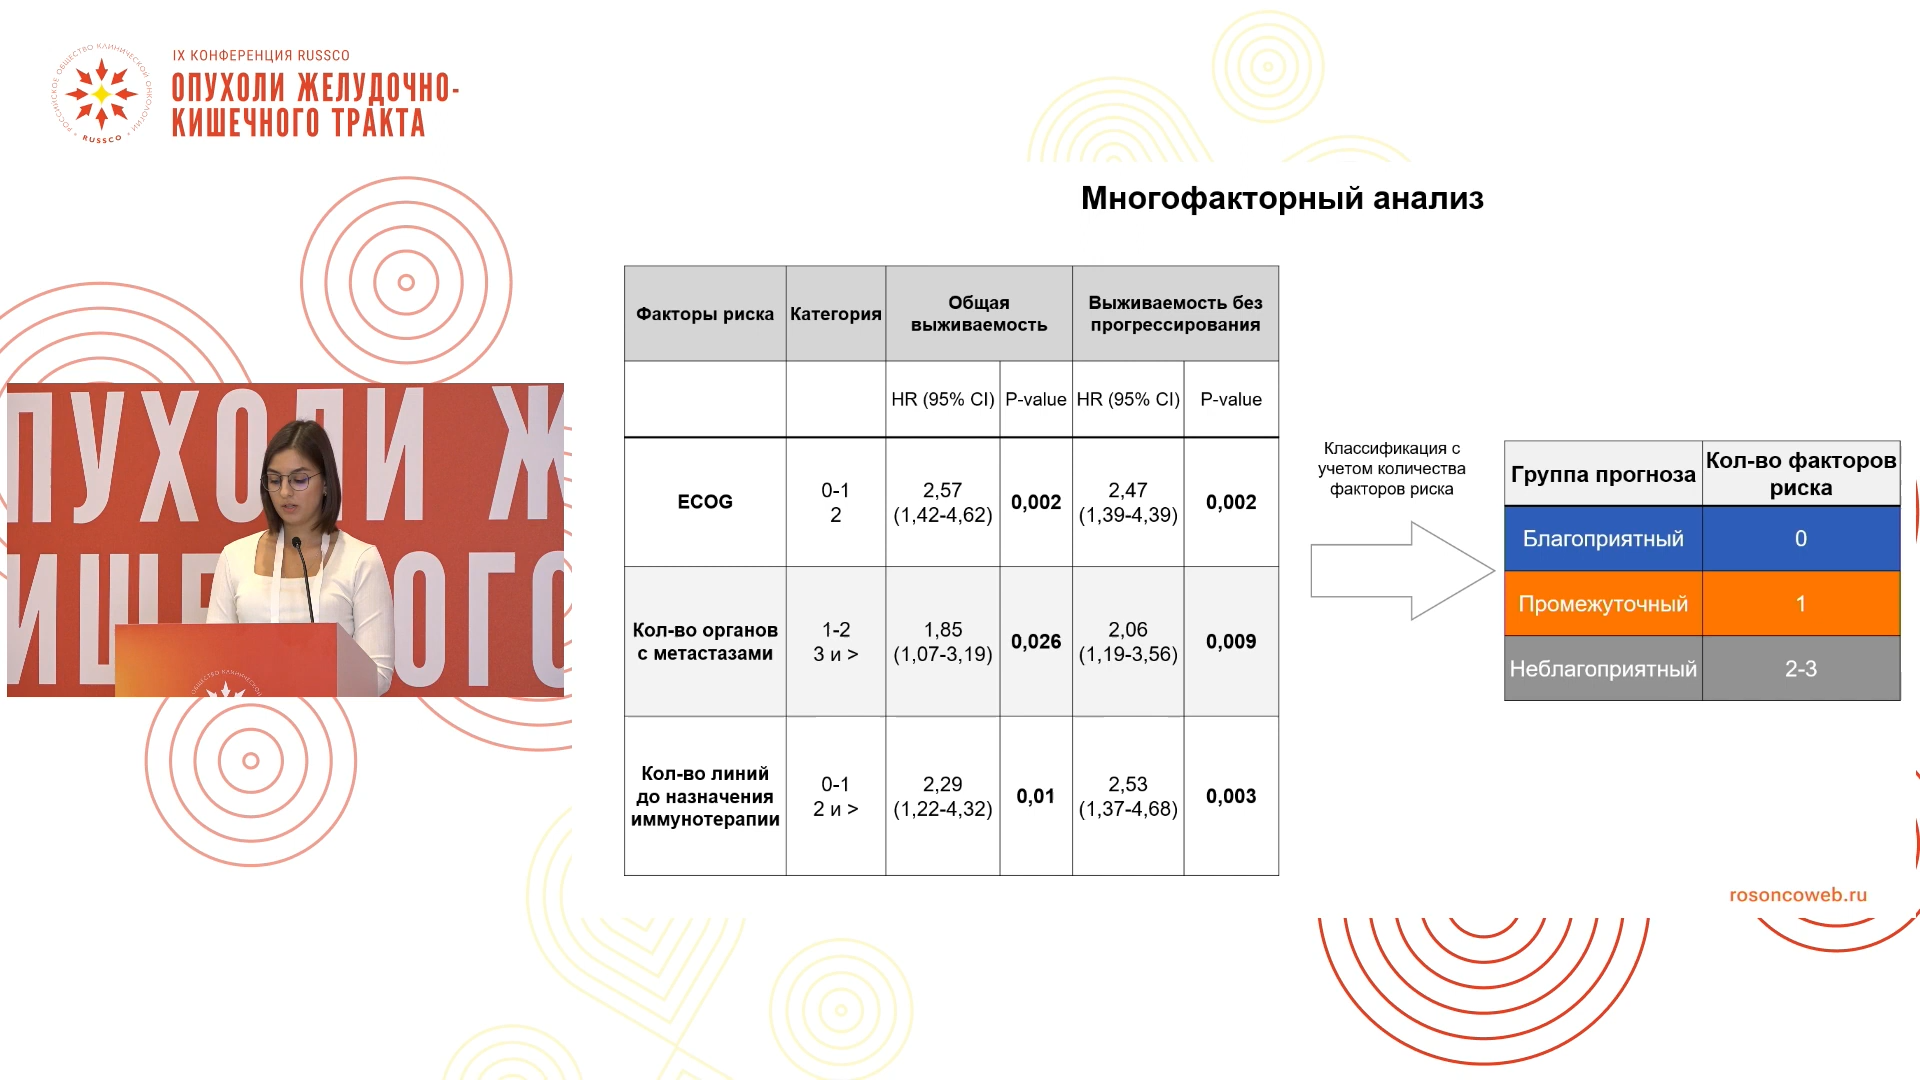 IX КОНФЕРЕНЦИЯ RUSSCO
ОПУХОЛИ ЖЕЛУДОЧНО-
КИШЕЧНОГО ТРАКТА
РОССИЙСКОЕ ОБЩЕСТВО КЛИНИЧЕСКОЙ ОНКОЛОГИИ
RUSSCO
Многофакторный анализ
Факторы риска
Категория
Общая
выживаемость
Выживаемость без
прогрессирования
HR (95% CI)
P-value
HR (95% CI)
P-value
ECOG
0-1
2
2,57
(1,42-4,62)
0,002
2,47
(1,39-4,39)
0,002
Кол-во органов
с метастазами
1-2
3 и >
1,85
(1,07-3,19)
0,026
2,06
(1,19-3,56)
0,009
Кол-во линий
до назначения
иммунотерапии
0-1
2 и >
2,29
(1,22-4,32)
0,01
2,53
(1,37-4,68)
0,003
Классификация с
учетом количества
факторов риска
Группа прогноза
Кол-во факторов
риска
Благоприятный
0
Промежуточный
1
Неблагоприятный
2-3
ПУХОЛИ Ж
ИШЕ
ОГО
rosoncoweb.ru